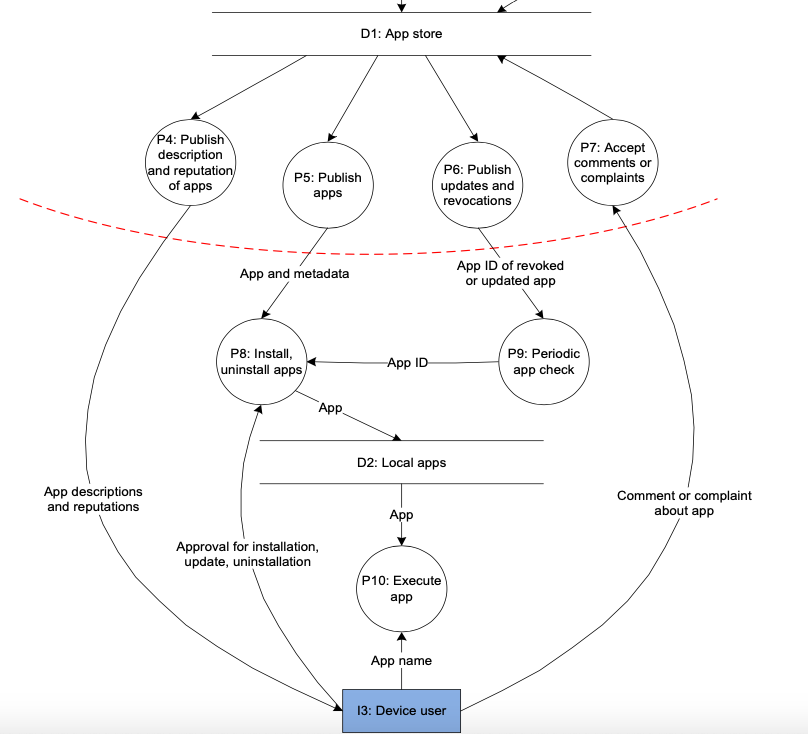 D1: App store
P4: Publish
description
and reputation
of apps
P5: Publish
apps
P6: Publish
updates and
revocations
P7: Accept
comments or
complaints
App and metadata
App ID of revoked
or updated app
P8: Install,
uninstall apps
App ID
P9: Periodic
app check
App
D2: Local apps
App descriptions
and reputations
Comment or complaint
about app
App
Approval for installation,
update, uninstallation
P10: Execute
app
App name
I3: Device user